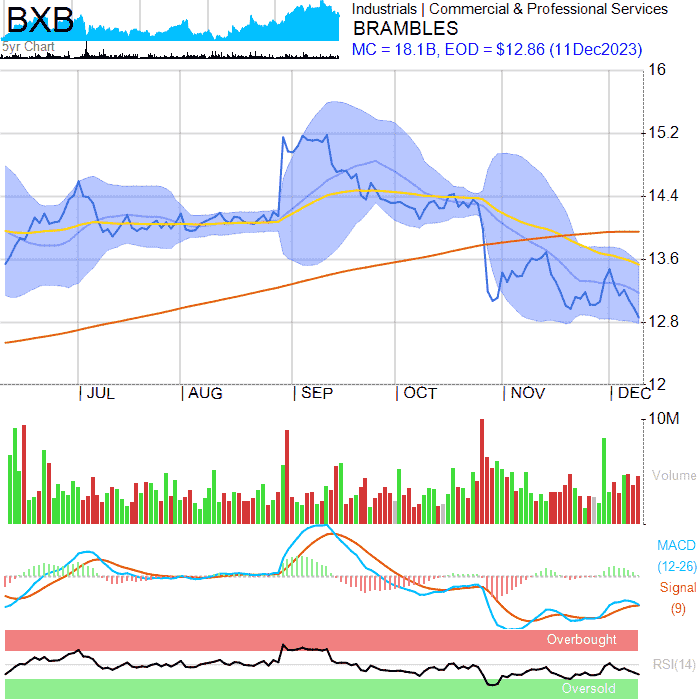 BXB
5yr Chart
Industrials | Commercial & Professional Services
BRAMBLES
MC = 18.1B, EOD = $12.86 (11Dec2023)
16
15.2
14.4
13.6
12.8
12
| JUL
| AUG
| SEP
| OCT
| NOV
| DEC
10M
Volume
MACD
(12-26)
Signal
(9)
Overbought
RSI(14)
Oversold